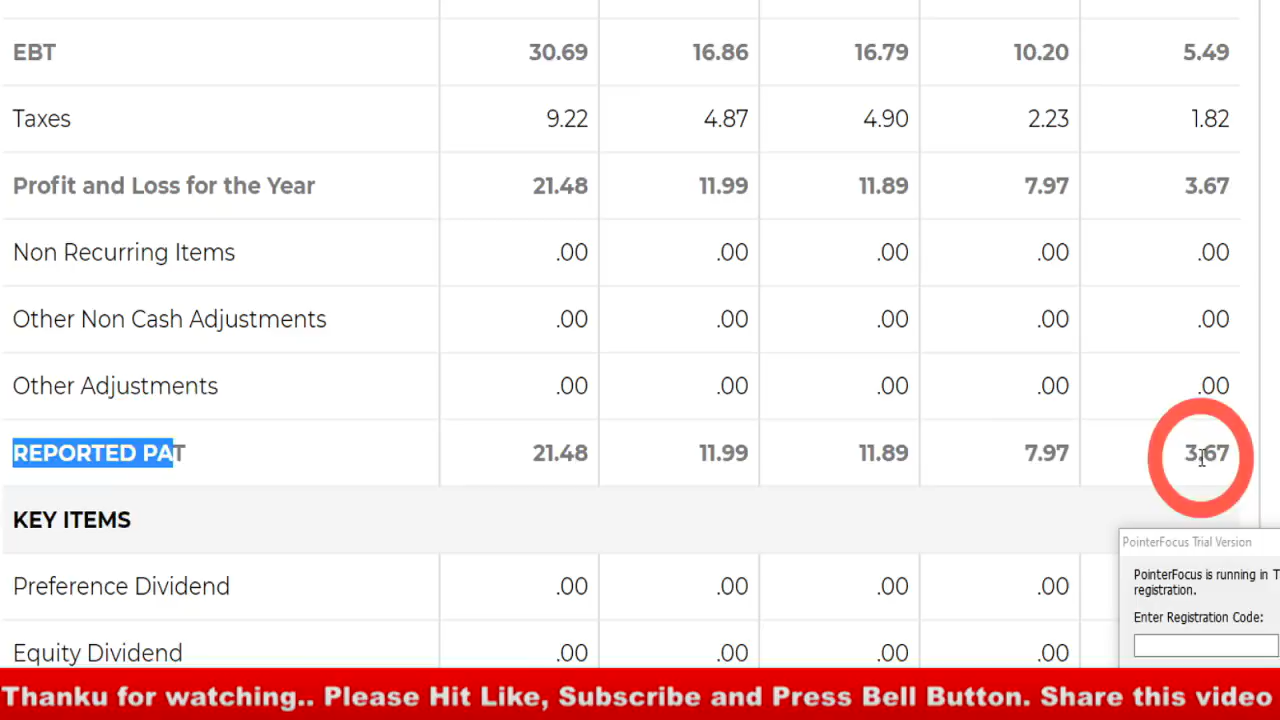 EBT 30.69 16.86 16.79 10.20 5.49
Taxes 9.22 4.87 4.90 2.23 1.82
Profit and Loss for the Year 21.48 11.99 11.89 7.97 3.67
Non Recurring Items .00 .00 .00 .00 .00
Other Non Cash Adjustments .00 .00 .00 .00 .00
Other Adjustments .00 .00 .00 .00 .00
REPORTED PAT 21.48 11.99 11.89 7.97 3.67
KEY ITEMS
Preference Dividend .00 .00 .00 .00
Equity Dividend .00 .00 .00 .00
PointerFocus Trial Version
PointerFocus is running in T
registration.
Enter Registration Code:
Thanku for watching.. Please Hit Like, Subscribe and Press Bell Button. Share this video